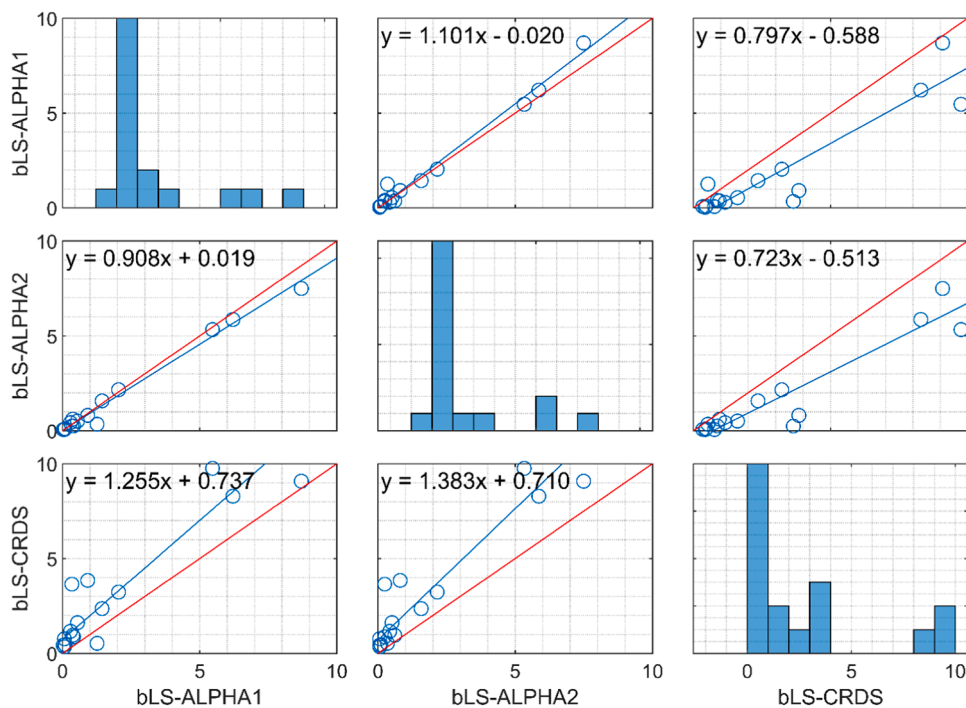 10
5
0
bLS-ALPHA1
y = 1.101x - 0.020
y = 0.797x - 0.588
10
5
0
bLS-ALPHA2
y = 0.908x + 0.019
y = 0.723x - 0.513
10
5
0
bLS-CRDS
y = 1.255x + 0.737
y = 1.383x + 0.710
0 5 10
0 5 10
0 5 10
bLS-ALPHA1
bLS-ALPHA2
bLS-CRDS